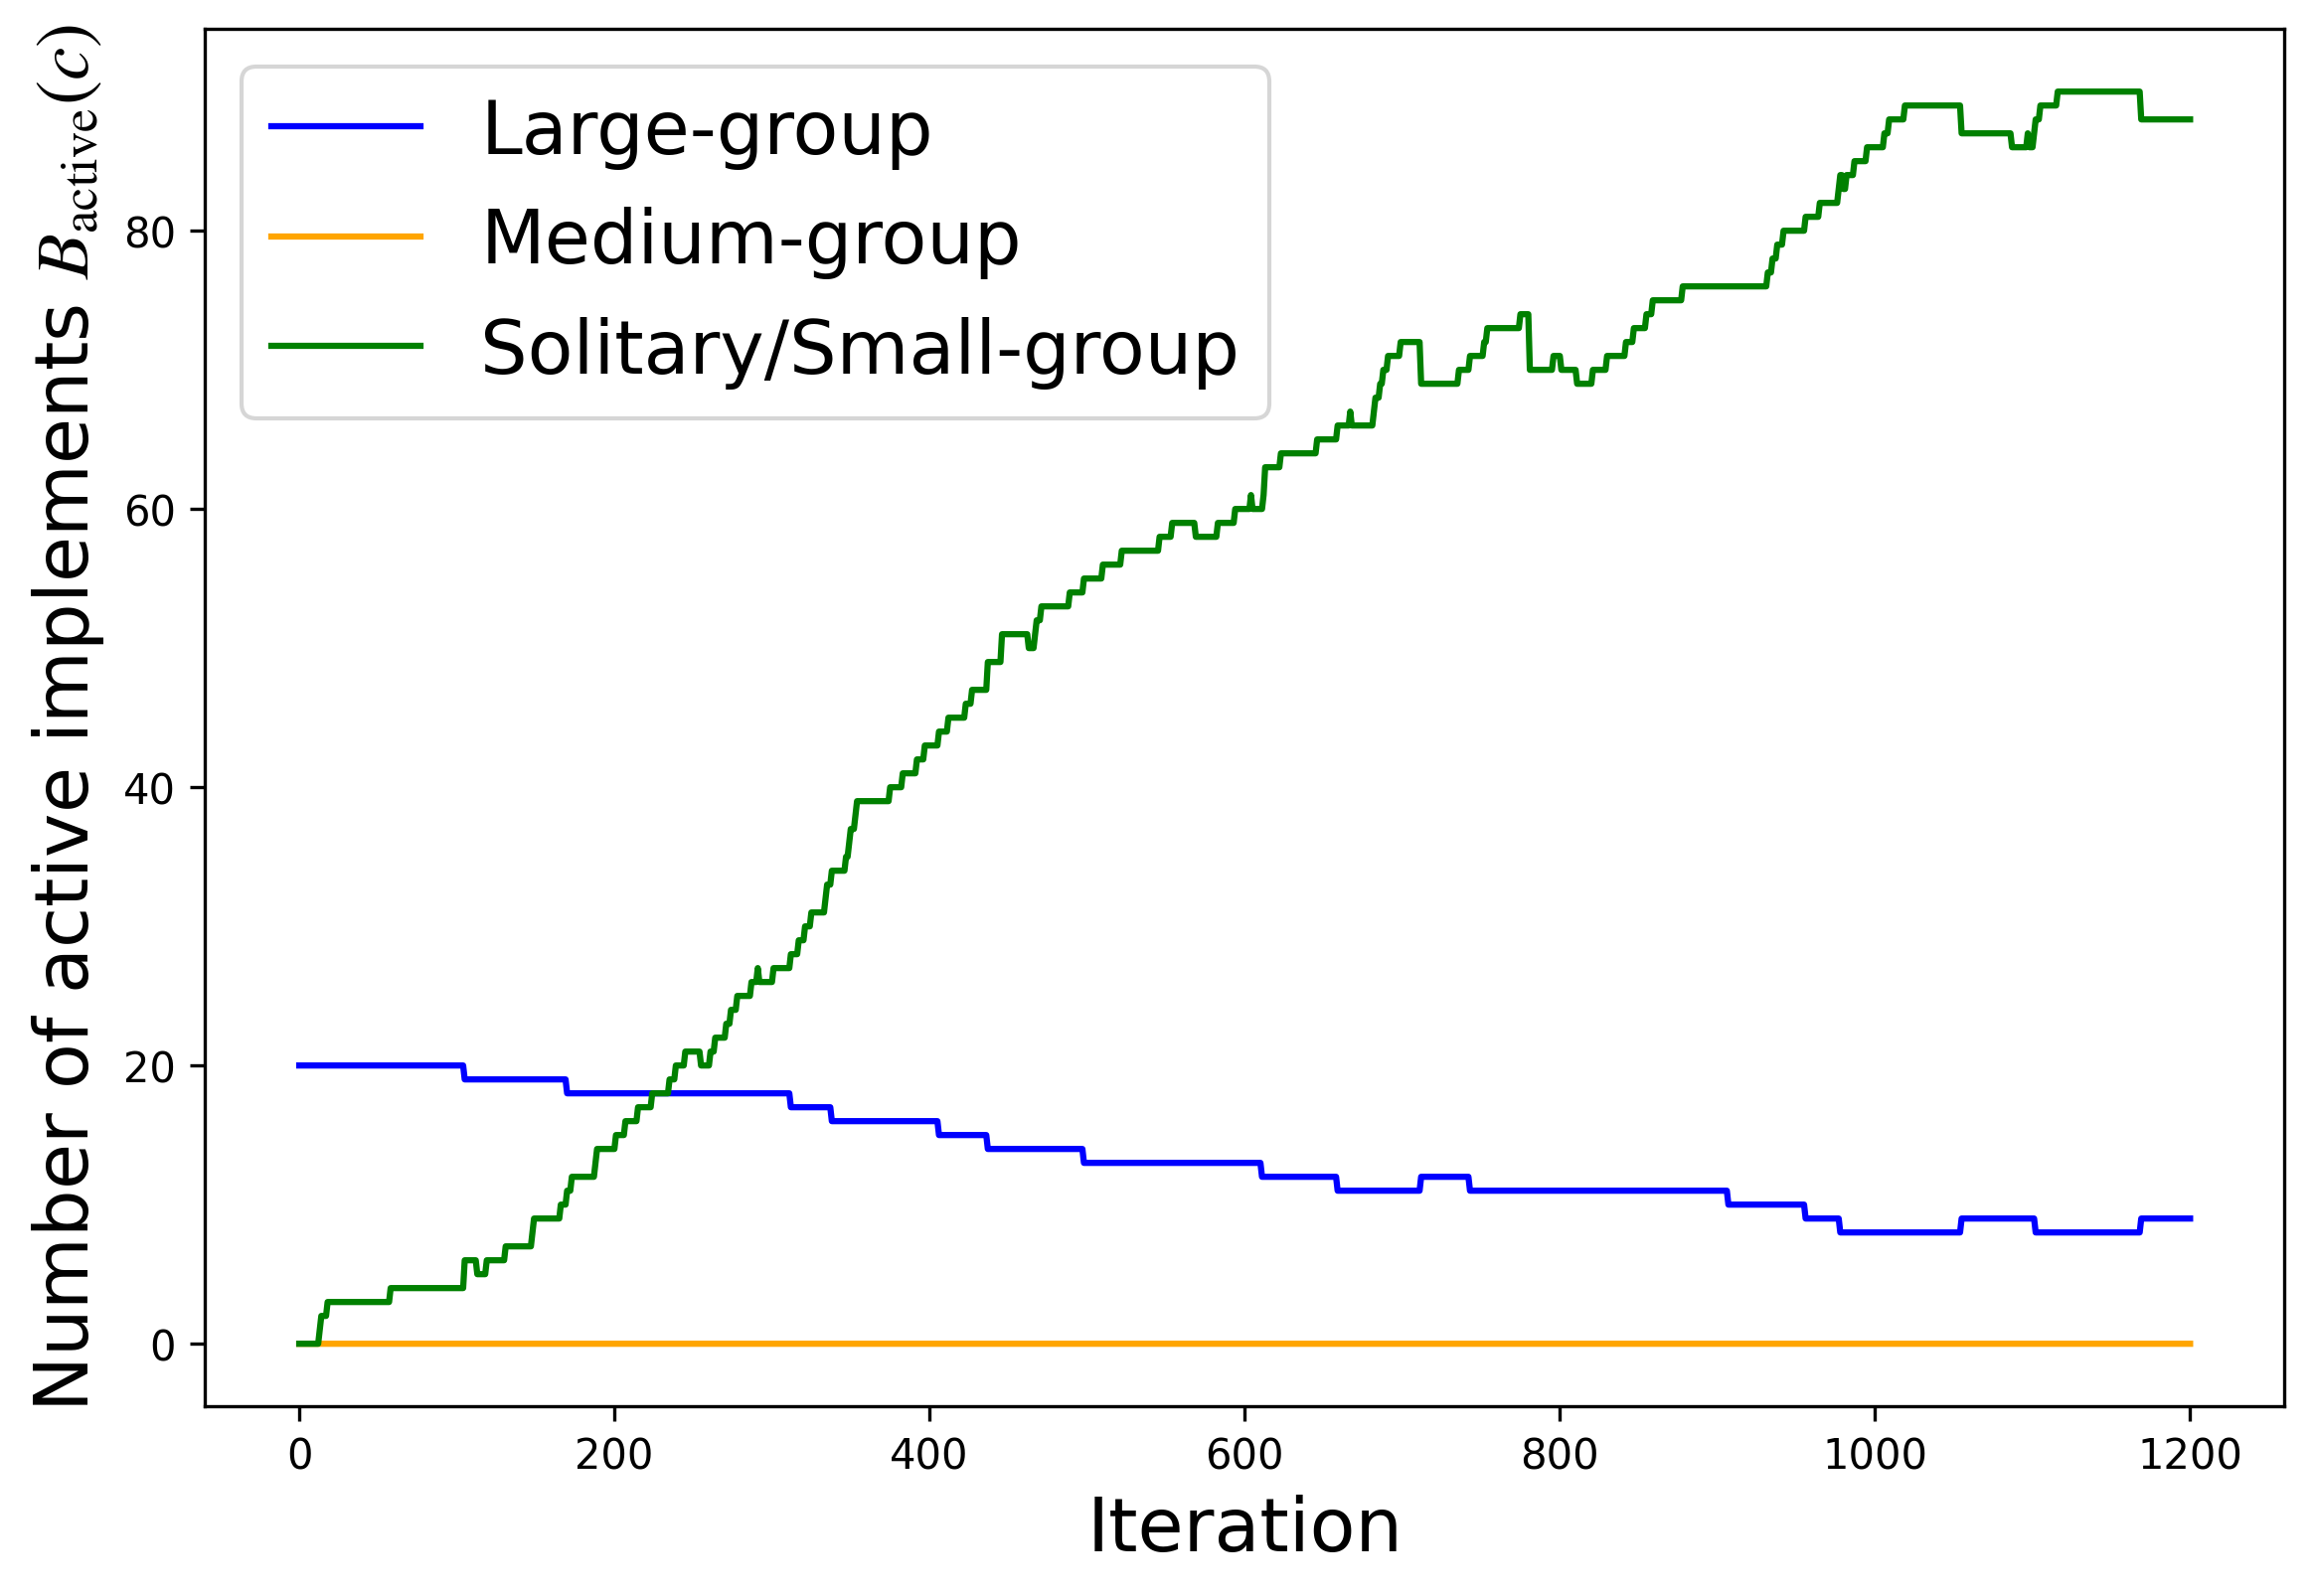 Number of active implements B_active(c)
Large-group
Medium-group
Solitary/Small-group
80
60
40
20
0
0 200 400 600 800 1000 1200
Iteration